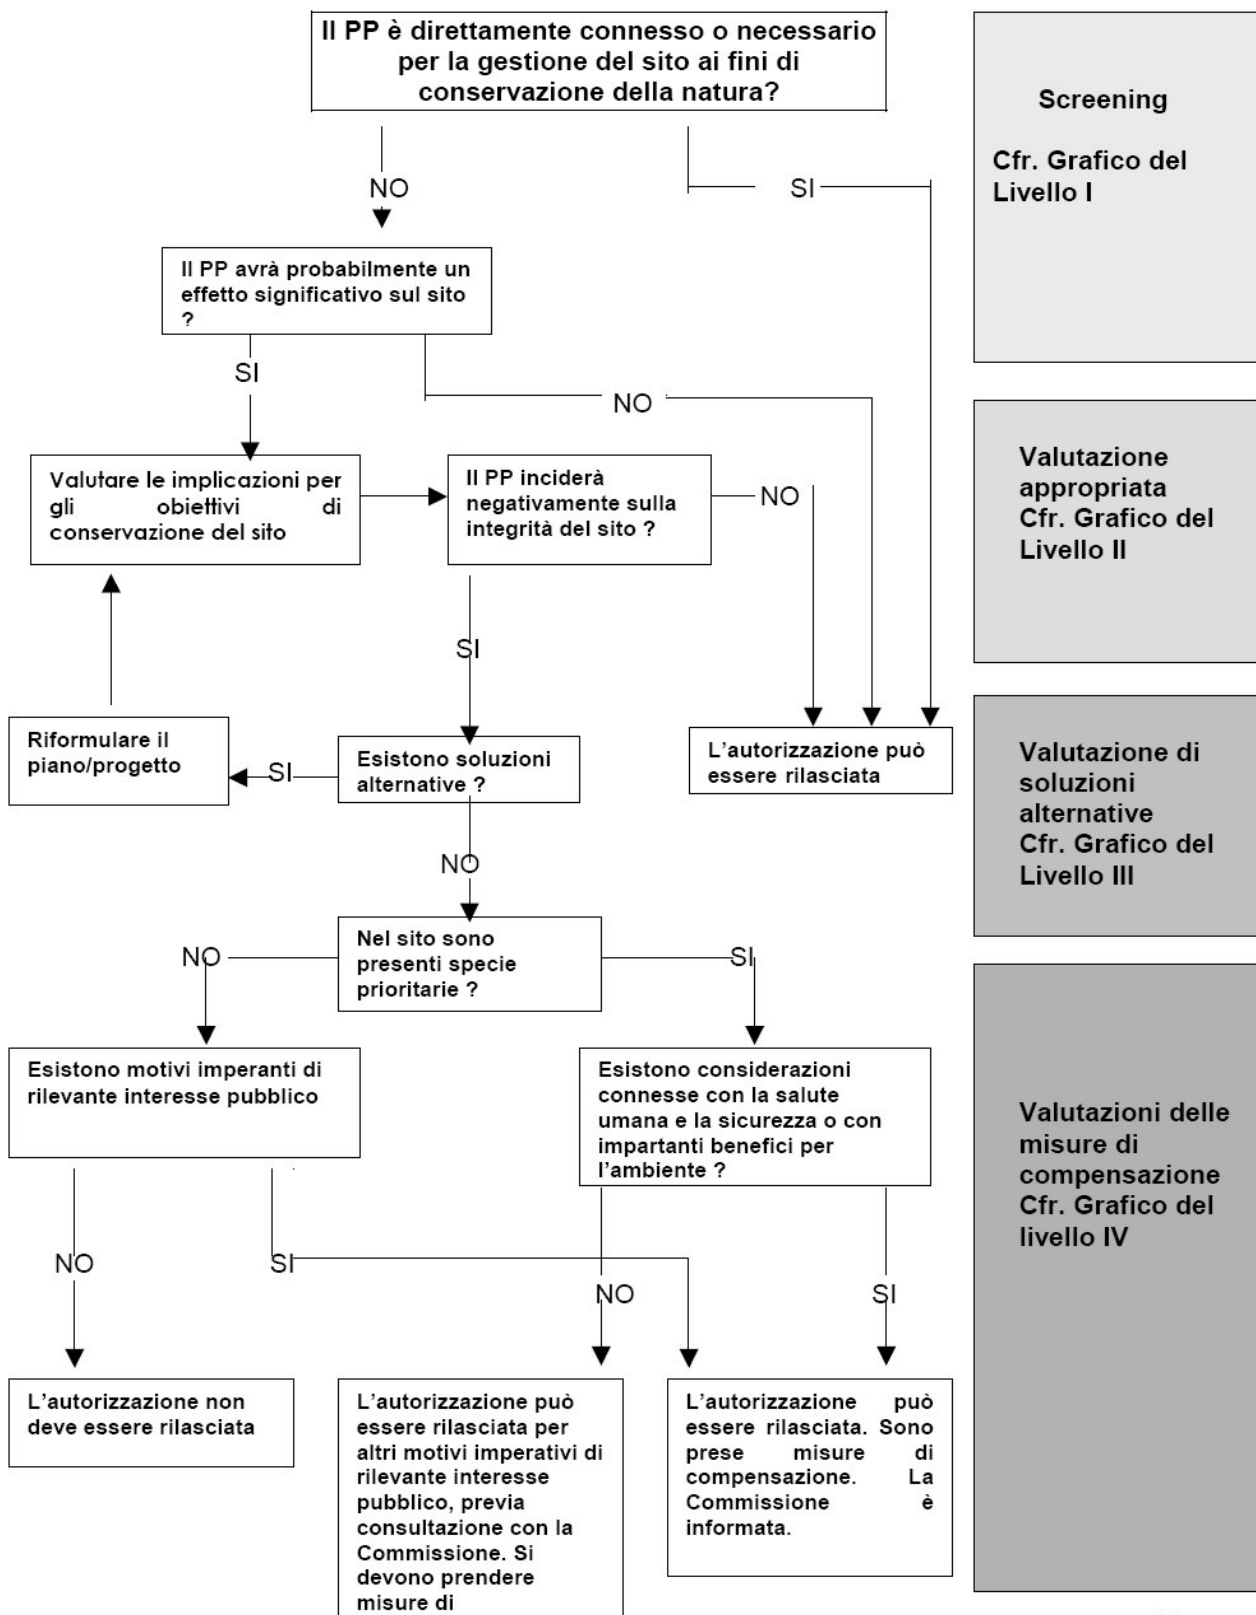 Il PP è direttamente connesso o necessario
per la gestione del sito ai fini di
conservazione della natura?
Screening
Cfr. Grafico del
Livello I
NO
SI
Il PP avrà probabilmente un
effetto significativo sul sito
?
SI
NO
Valutare le implicazioni per
gli obiettivi di
conservazione del sito
Il PP inciderà
negativamente sulla
integrità del sito ?
NO
Valutazione
appropriata
Cfr. Grafico del
Livello II
SI
Riformulare il
piano/progetto
SI
Esistono soluzioni
alternative ?
L'autorizzazione può
essere rilasciata
Valutazione di
soluzioni
alternative
Cfr. Grafico del
Livello III
NO
Nel sito sono
presenti specie
prioritarie ?
NO
SI
Esistono motivi imperanti di
rilevante interesse pubblico
Esistono considerazioni
connesse con la salute
umana e la sicurezza o con
impartanti benefici per
l'ambiente ?
Valutazioni delle
misure di
compensazione
Cfr. Grafico del
livello IV
NO
SI
NO
SI
L'autorizzazione non
deve essere rilasciata
L'autorizzazione può
essere rilasciata per
altri motivi imperativi di
rilevante interesse
pubblico, previa
consultazione con la
Commissione. Si
devono prendere
misure di
L'autorizzazione può
essere rilasciata. Sono
prese misure di
compensazione. La
Commissione è
informata.